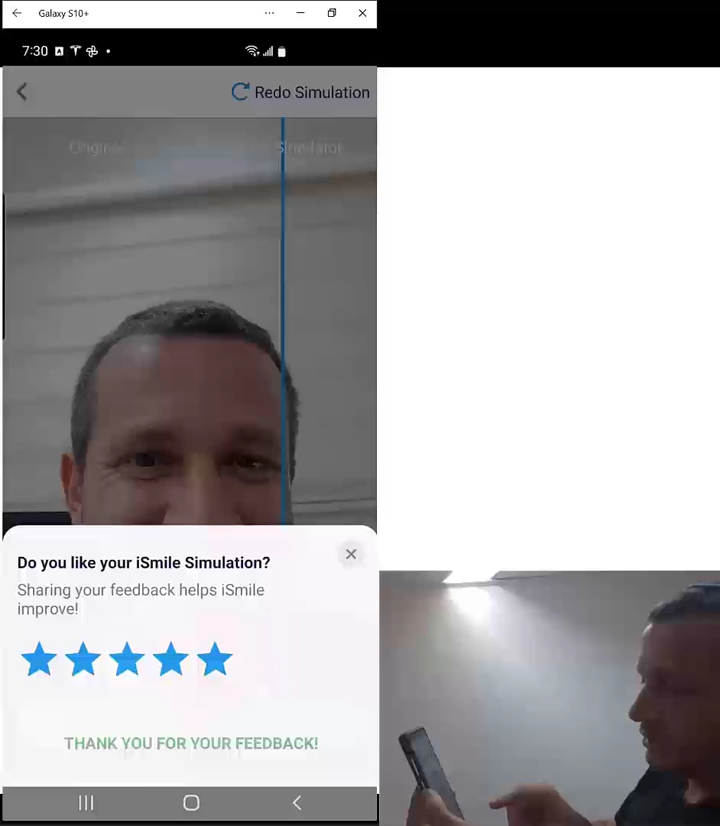 Galaxy S10+
7:30
Redo Simulation
Original
Simulator
Do you like your iSmile Simulation?
Sharing your feedback helps iSmile
improve!
THANK YOU FOR YOUR FEEDBACK!